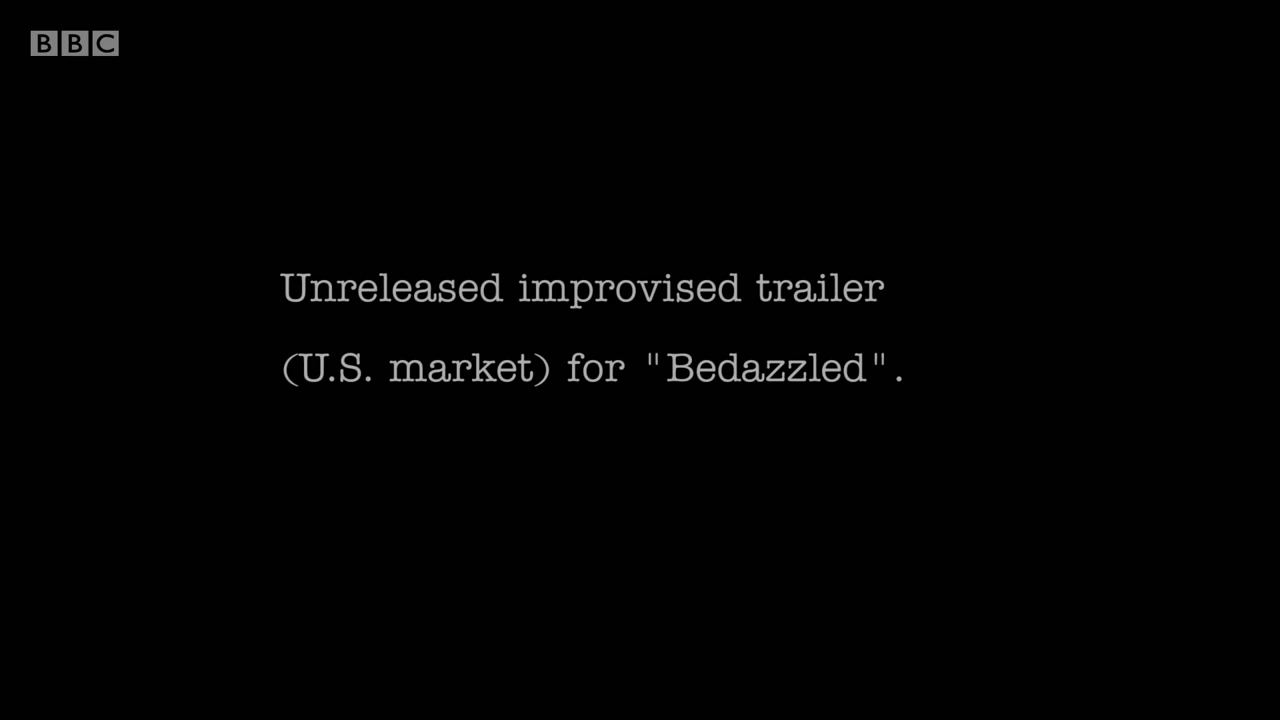 BBC
Unreleased improvised trailer
(U.S. market) for "Bedazzled".